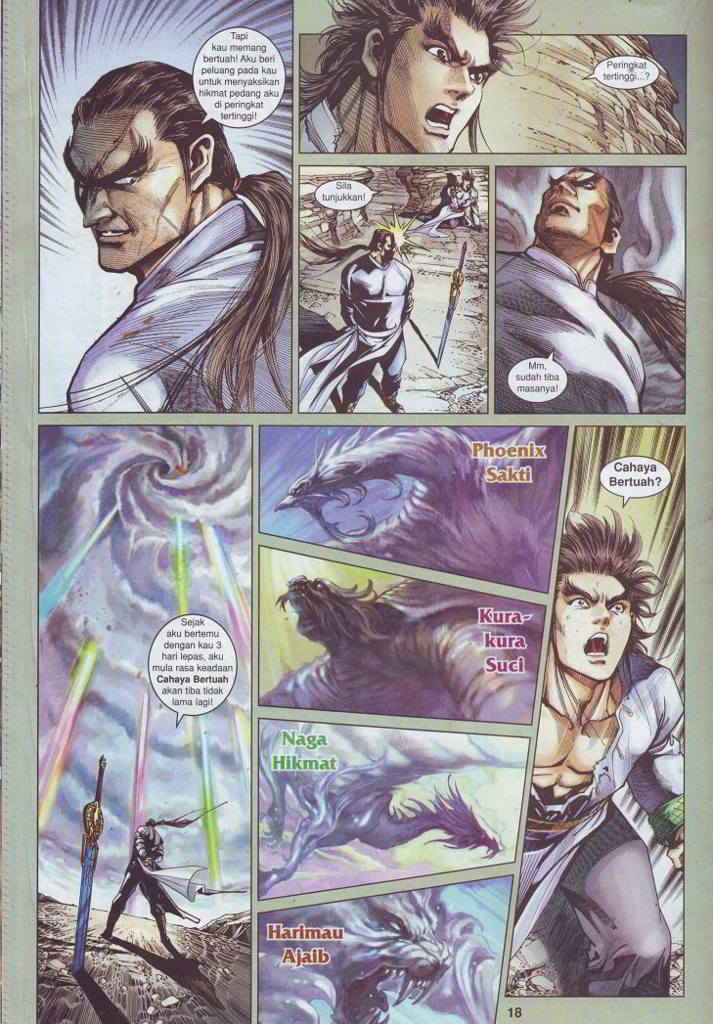 Tapi
kau memang
bertuah! Aku beri
peluang pada kau
untuk menyaksikan
hikmat pedang aku
di peringkat
tertinggi!
Peringkat
tertinggi...?
Sila
tunjukkan!
Mm,
sudah tiba
masanya!
Sejak
aku bertemu
dengan kau 3
hari lepas, aku
mula rasa keadaan
Cahaya Bertuah
akan tiba tidak
lama lagi!
Phoenix
Sakti
Kura-
kura
Suci
Naga
Hikmat
Harimau
Ajaib
Cahaya
Bertuah?
18